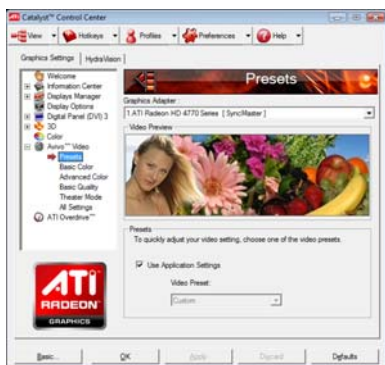 Catalyst™ Control Center
View Hotkeys Profiles Preferences Help
Graphics Settings HydraVision
Welcome
Information Center
Displays Manager
Display Options
Digital Panel (DVI) 3
3D
Color
Avivo™ Video
Presets
Basic Color
Advanced Color
Basic Quality
Theater Mode
All Settings
ATI Overdrive™
ATI
RADEON
GRAPHICS
Presets
Graphics Adapter :
1.ATI Radeon HD 4770 Series [ SyncMaster ]
Video Preview
Presets
To quickly adjust your video setting, choose one of the video presets.
Use Application Settings
Video Preset:
Custom
Basic... OK Apply Discard Defaults